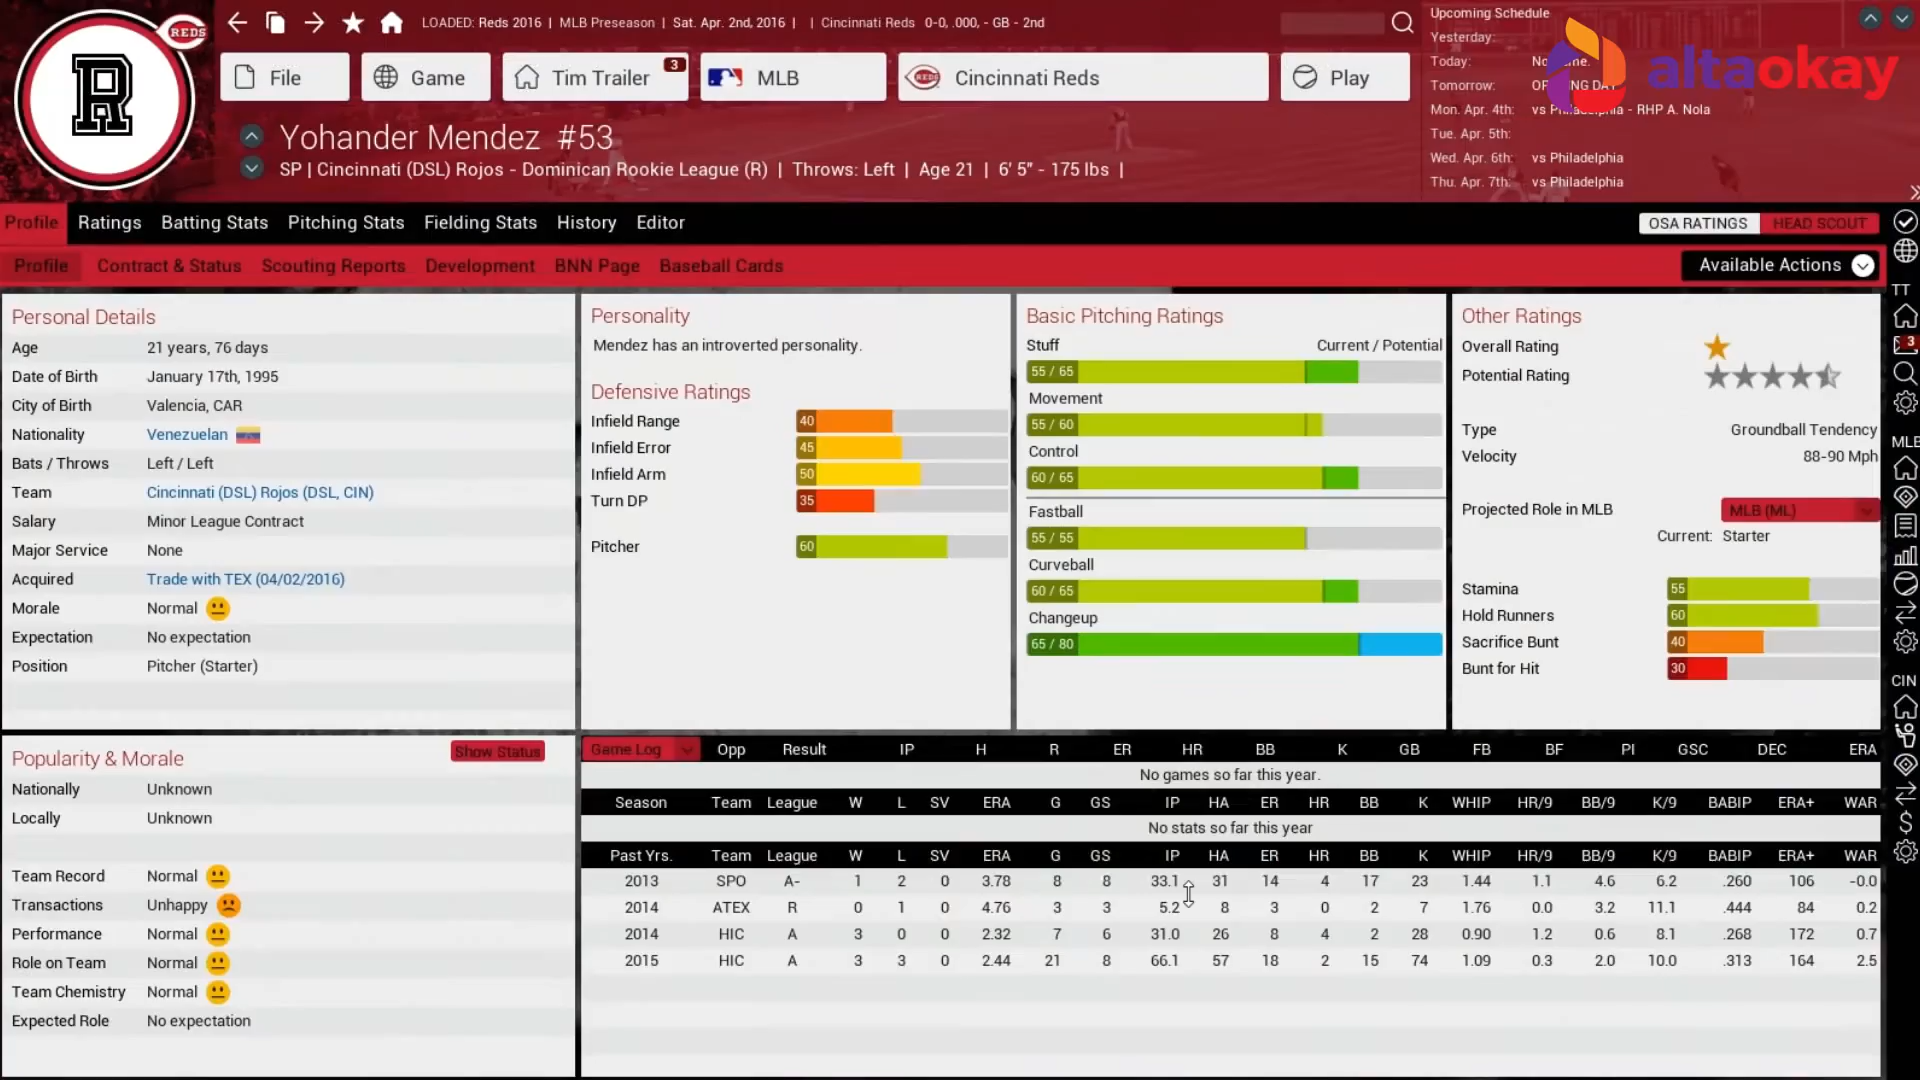 LOADED: Reds 2016 | MLB Preseason | Sat. Apr. 2nd, 2016 | | Cincinnati Reds 0-0, .000, - GB - 2nd
REDS
R
File
Game
Tim Trailer 3
MLB
REDS Cincinnati Reds
Play
Upcoming Schedule
Yesterday:
Today:
Tomorrow:
Mon. Apr. 4th: vs Philadelphia - RHP A. Nola
Tue. Apr. 5th:
Wed. Apr. 6th: vs Philadelphia
Thu. Apr. 7th: vs Philadelphia
altaokay
Yohander Mendez #53
SP | Cincinnati (DSL) Rojos - Dominican Rookie League (R) | Throws: Left | Age 21 | 6' 5" - 175 lbs |
Profile Ratings Batting Stats Pitching Stats Fielding Stats History Editor
OSA RATINGS HEAD SCOUT
Profile Contract & Status Scouting Reports Development BNN Page Baseball Cards
Available Actions
Personal Details
Age 21 years, 76 days
Date of Birth January 17th, 1995
City of Birth Valencia, CAR
Nationality Venezuelan
Bats / Throws Left / Left
Team Cincinnati (DSL) Rojos (DSL, CIN)
Salary Minor League Contract
Major Service None
Acquired Trade with TEX (04/02/2016)
Morale Normal
Expectation No expectation
Position Pitcher (Starter)
Personality
Mendez has an introverted personality.
Defensive Ratings
Infield Range 40
Infield Error 45
Infield Arm 50
Turn DP 35
Pitcher 60
Basic Pitching Ratings
Stuff Current / Potential
55 / 65
Movement
55 / 60
Control
60 / 65
Fastball
55 / 55
Curveball
60 / 65
Changeup
65 / 80
Other Ratings
Overall Rating
Potential Rating
Type Groundball Tendency
Velocity 88-90 Mph
Projected Role in MLB MLB (ML)
Current: Starter
Stamina 55
Hold Runners 60
Sacrifice Bunt 40
Bunt for Hit 30
TT
3
MLB
CIN
Popularity & Morale Show Status
Nationally Unknown
Locally Unknown
Team Record Normal
Transactions Unhappy
Performance Normal
Role on Team Normal
Team Chemistry Normal
Expected Role No expectation
Game Log Opp Result IP H R ER HR BB K GB FB BF PI GSC DEC ERA
No games so far this year.
Season Team League W L SV ERA G GS IP HA ER HR BB K WHIP HR/9 BB/9 K/9 BABIP ERA+ WAR
No stats so far this year
Past Yrs. Team League W L SV ERA G GS IP HA ER HR BB K WHIP HR/9 BB/9 K/9 BABIP ERA+ WAR
2013 SPO A- 1 2 0 3.78 8 8 33.1 31 14 4 17 23 1.44 1.1 4.6 6.2 .260 106 -0.0
2014 ATEX R 0 1 0 4.76 3 3 5.2 8 3 0 2 7 1.76 0.0 3.2 11.1 .444 84 0.2
2014 HIC A 3 0 0 2.32 7 6 31.0 26 8 4 2 28 0.90 1.2 0.6 8.1 .268 172 0.7
2015 HIC A 3 3 0 2.44 21 8 66.1 57 18 2 15 74 1.09 0.3 2.0 10.0 .313 164 2.5